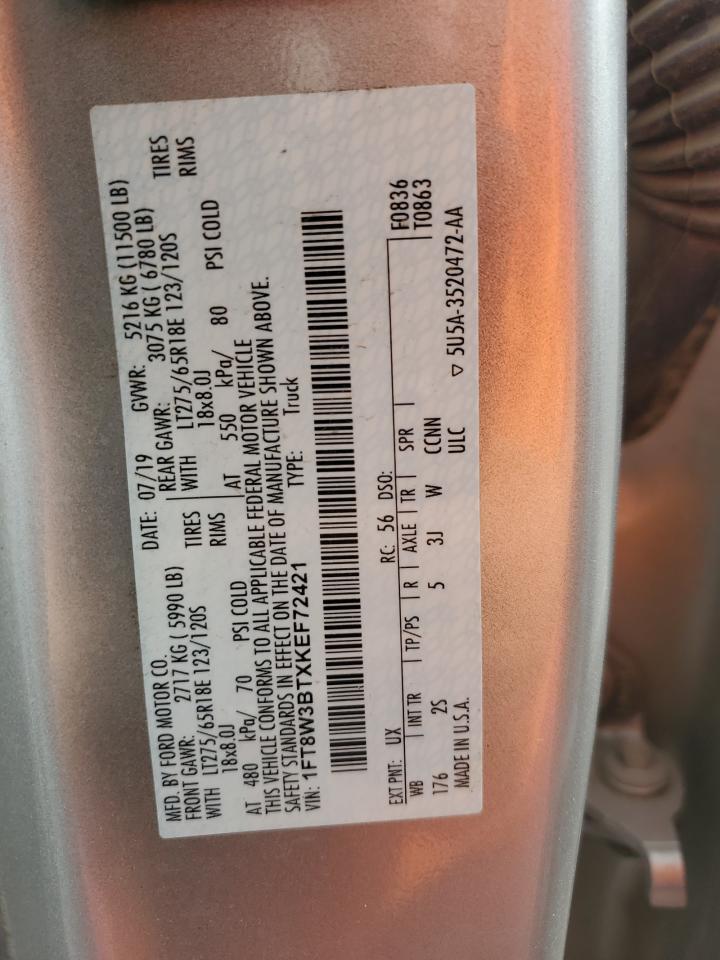 MFD. BY FORD MOTOR CO.
DATE: 07/19 GVWR: 5216 KG (11500 LB)
FRONT GAWR: 2717 KG ( 5990 LB) REAR GAWR: 3075 KG ( 6780 LB)
WITH LT275/65R18E 123/120S TIRES WITH LT275/65R18E 123/120S TIRES
18x8.0J RIMS 18x8.0J RIMS
AT 480 kPa/ 70 PSI COLD AT 550 kPa/ 80 PSI COLD
THIS VEHICLE CONFORMS TO ALL APPLICABLE FEDERAL MOTOR VEHICLE
SAFETY STANDARDS IN EFFECT ON THE DATE OF MANUFACTURE SHOWN ABOVE.
VIN: 1FT8W3BTXKEF72421 TYPE: Truck
F0836
EXT PNT: UX RC: 56 DSO: T0863
WB INT TR TP/PS R AXLE TR SPR
176 2S 5 3J W CCNN
ULC
MADE IN U.S.A. ▽ 5U5A-3520472-AA